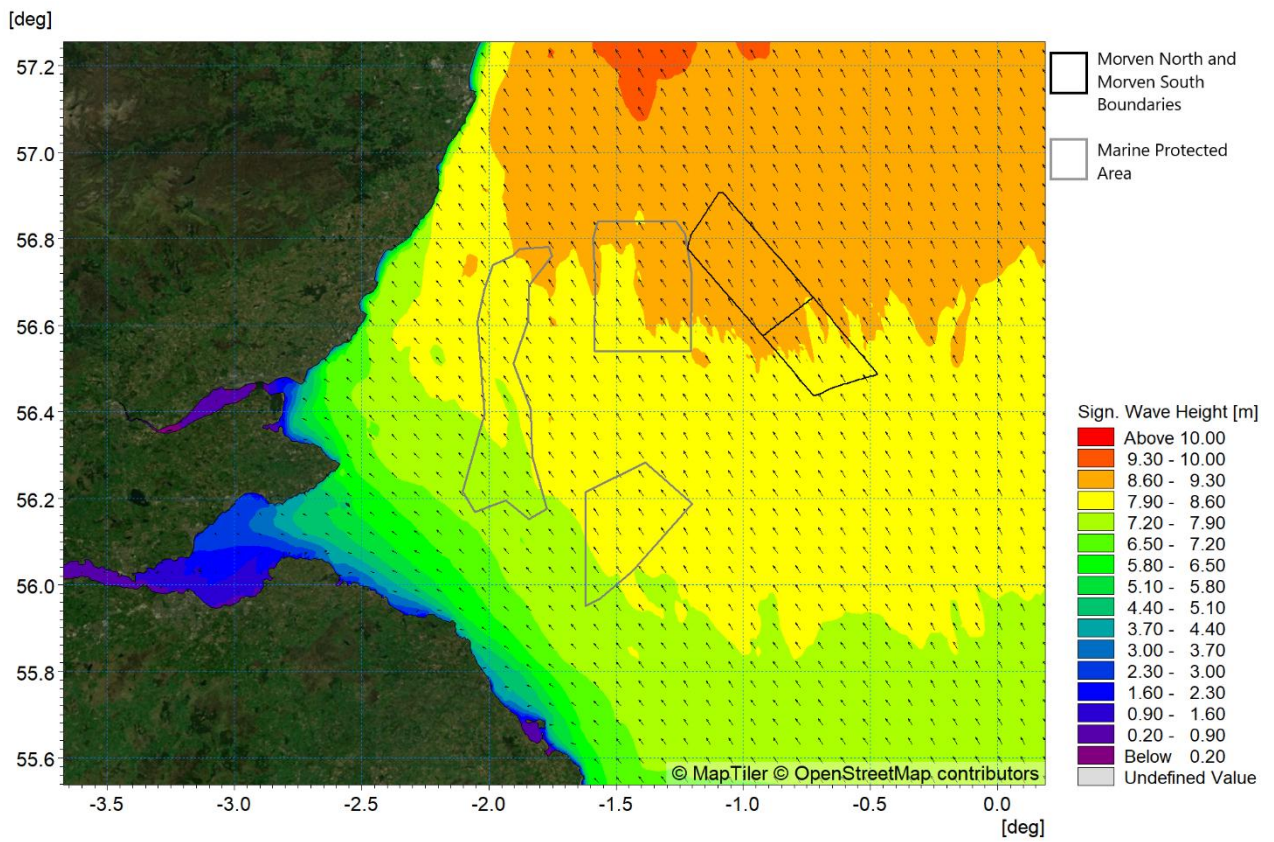 [deg]
57.2
57.0
56.8
56.6
56.4
56.2
56.0
55.8
55.6
-3.5
-3.0
-2.5
-2.0
-1.5
-1.0
-0.5
0.0
[deg]
© MapTiler © OpenStreetMap contributors
Morven North and
Morven South
Boundaries
Marine Protected
Area
Sign. Wave Height [m]
Above 10.00
9.30 - 10.00
8.60 - 9.30
7.90 - 8.60
7.20 - 7.90
6.50 - 7.20
5.80 - 6.50
5.10 - 5.80
4.40 - 5.10
3.70 - 4.40
3.00 - 3.70
2.30 - 3.00
1.60 - 2.30
0.90 - 1.60
0.20 - 0.90
Below 0.20
Undefined Value